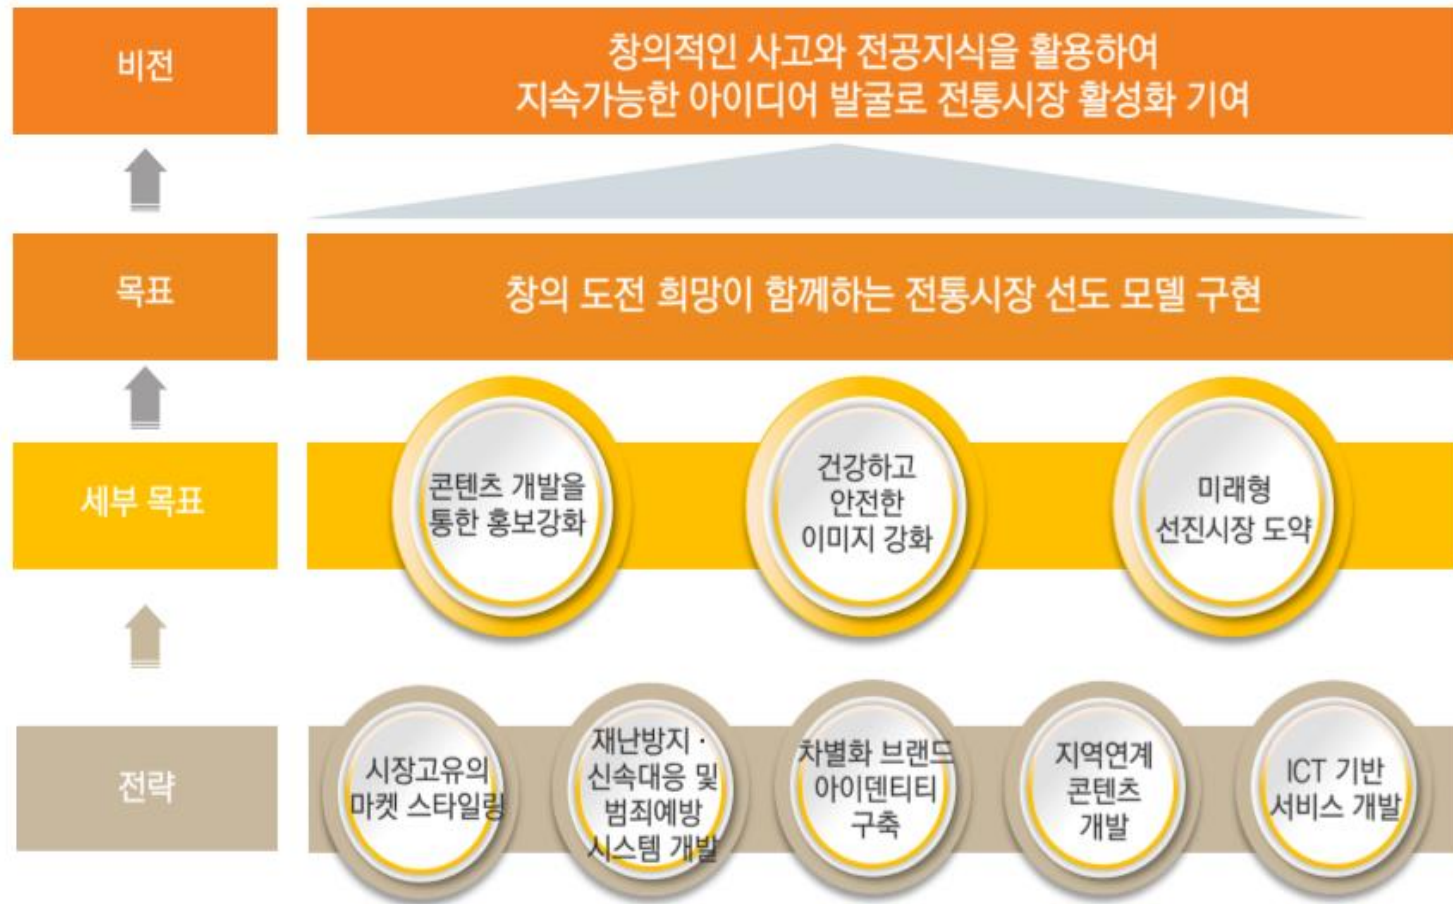 비전
창의적인 사고와 전공지식을 활용하여
지속가능한 아이디어 발굴로 전통시장 활성화 기여
목표
창의 도전 희망이 함께하는 전통시장 선도 모델 구현
세부 목표
콘텐츠 개발을
통한 홍보강화
건강하고
안전한
이미지 강화
미래형
선진시장 도약
전략
시장고유의
마켓 스타일링
재난방지 ·
신속대응 및
범죄예방
시스템 개발
차별화 브랜드
아이덴티티
구축
지역연계
콘텐츠
개발
ICT 기반
서비스 개발